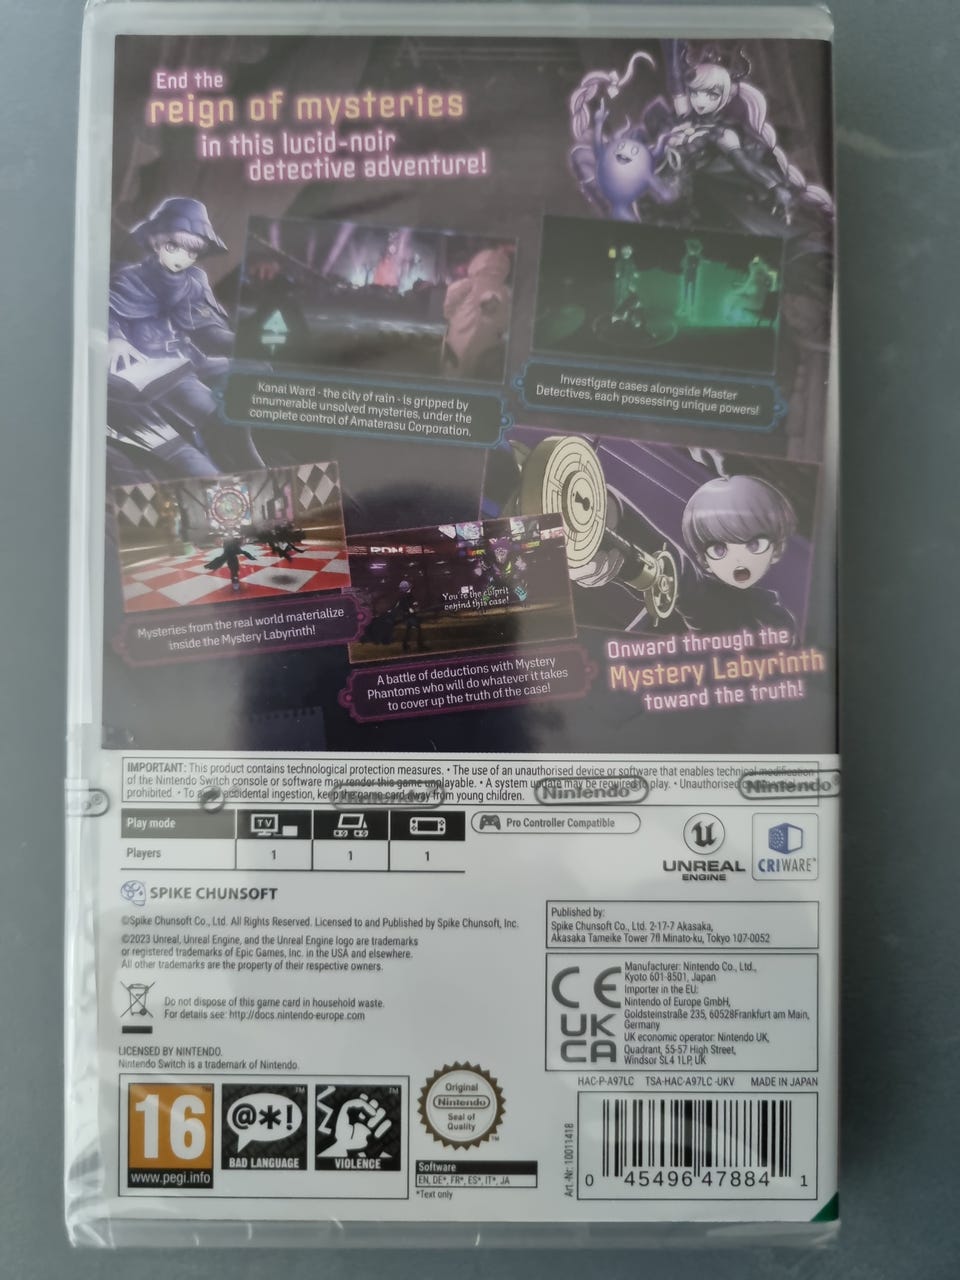 End the
reign of mysteries
in this lucid-noir
detective adventure!
Kanai Ward - the city of rain - is gripped by
innumerable unsolved mysteries, under the
complete control of Amaterasu Corporation.
Investigate cases alongside Master
Detectives, each possessing unique powers!
Mysteries from the real world materialize
inside the Mystery Labyrinth!
You're the culprit
behind this case!
A battle of deductions with Mystery
Phantoms who will do whatever it takes
to cover up the truth of the case!
Onward through the
Mystery Labyrinth
toward the truth!
IMPORTANT: This product contains technological protection measures. • The use of an unauthorised device or software that enables technical modification
of the Nintendo Switch console or software may render this game unplayable. • A system update may be required to play. • Unauthorised
prohibited. • To avoid accidental ingestion, keep the game card away from young children.
Nintendo Nintendo Nintendo
Play mode TV
Players 1 1 1
Pro Controller Compatible
UNREAL
ENGINE
CRIWARE™
SPIKE CHUNSOFT
©Spike Chunsoft Co., Ltd. All Rights Reserved. Licensed to and Published by Spike Chunsoft, Inc.
©2023 Unreal, Unreal Engine, and the Unreal Engine logo are trademarks
or registered trademarks of Epic Games, Inc. in the USA and elsewhere.
All other trademarks are the property of their respective owners.
Do not dispose of this game card in household waste.
For details see: http://docs.nintendo-europe.com
LICENSED BY NINTENDO.
Nintendo Switch is a trademark of Nintendo.
Published by:
Spike Chunsoft Co., Ltd. 2-17-7 Akasaka,
Akasaka Tameike Tower 7fl Minato-ku, Tokyo 107-0052
CE
UK
CA
Manufacturer: Nintendo Co., Ltd.,
Kyoto 601-8501, Japan
Importer in the EU:
Nintendo of Europe GmbH,
Goldsteinstraße 235, 60528Frankfurt am Main,
Germany
UK economic operator: Nintendo UK,
Quadrant, 55-57 High Street,
Windsor SL4 1LP, UK
HAC-P-A97LC TSA-HAC-A97LC -UKV MADE IN JAPAN
16
www.pegi.info
@*!
BAD LANGUAGE
VIOLENCE
Original
Nintendo
Seal of
Quality
Software
EN, DE*, FR*, ES*, IT*, JA
*Text only
Art.-Nr. 10011418
0 45496 47884 1